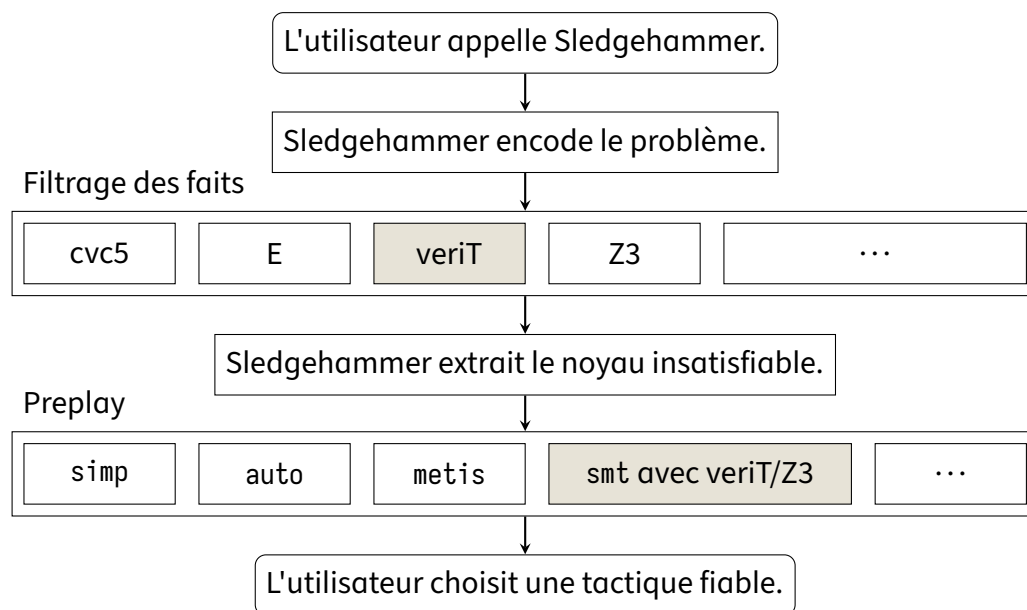 L'utilisateur appelle Sledgehammer.
Sledgehammer encode le problème.
Filtrage des faits
cvc5 E veriT Z3 ···
Sledgehammer extrait le noyau insatisfiable.
Preplay
simp auto metis smt avec veriT/Z3 ···
L'utilisateur choisit une tactique fiable.